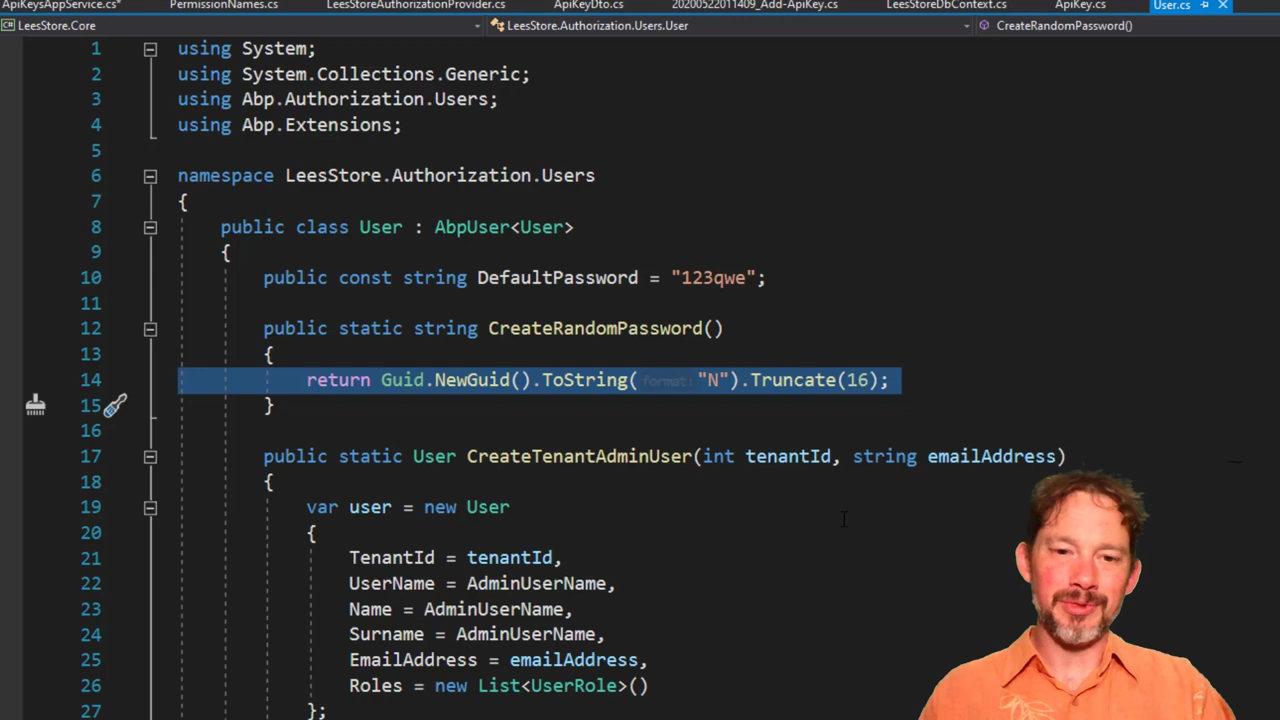 ApiKeysAppService.cs*
PermissionNames.cs
LeesStoreAuthorizationProvider.cs
ApiKeyDto.cs
20200522011409_Add-ApiKey.cs
LeesStoreDbContext.cs
ApiKey.cs
User.cs
LeesStore.Core
LeesStore.Authorization.Users.User
CreateRandomPassword()
1 using System;
2 using System.Collections.Generic;
3 using Abp.Authorization.Users;
4 using Abp.Extensions;
5
6 namespace LeesStore.Authorization.Users
7 {
8 public class User : AbpUser<User>
9 {
10 public const string DefaultPassword = "123qwe";
11
12 public static string CreateRandomPassword()
13 {
14 return Guid.NewGuid().ToString( format: "N").Truncate(16);
15 }
16
17 public static User CreateTenantAdminUser(int tenantId, string emailAddress)
18 {
19 var user = new User
20 {
21 TenantId = tenantId,
22 UserName = AdminUserName,
23 Name = AdminUserName,
24 Surname = AdminUserName,
25 EmailAddress = emailAddress,
26 Roles = new List<UserRole>()
27 };